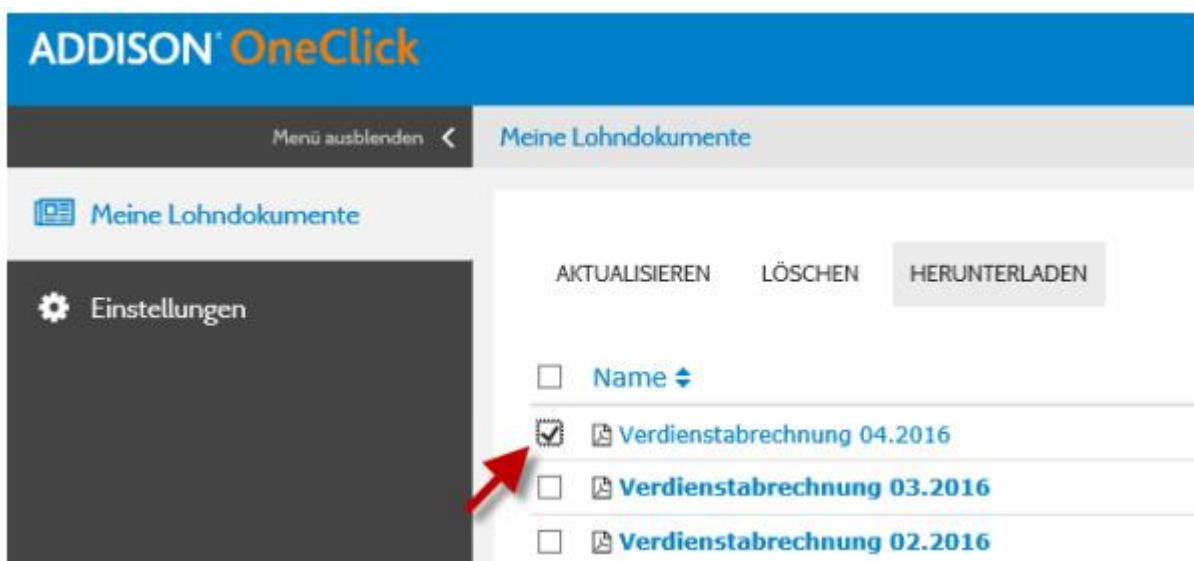 ADDISON® OneClick
Menü ausblenden
Meine Lohndokumente
Meine Lohndokumente
AKTUALISIEREN LÖSCHEN HERUNTERLADEN
Einstellungen
Name
Verdienstabrechnung 04.2016
Verdienstabrechnung 03.2016
Verdienstabrechnung 02.2016